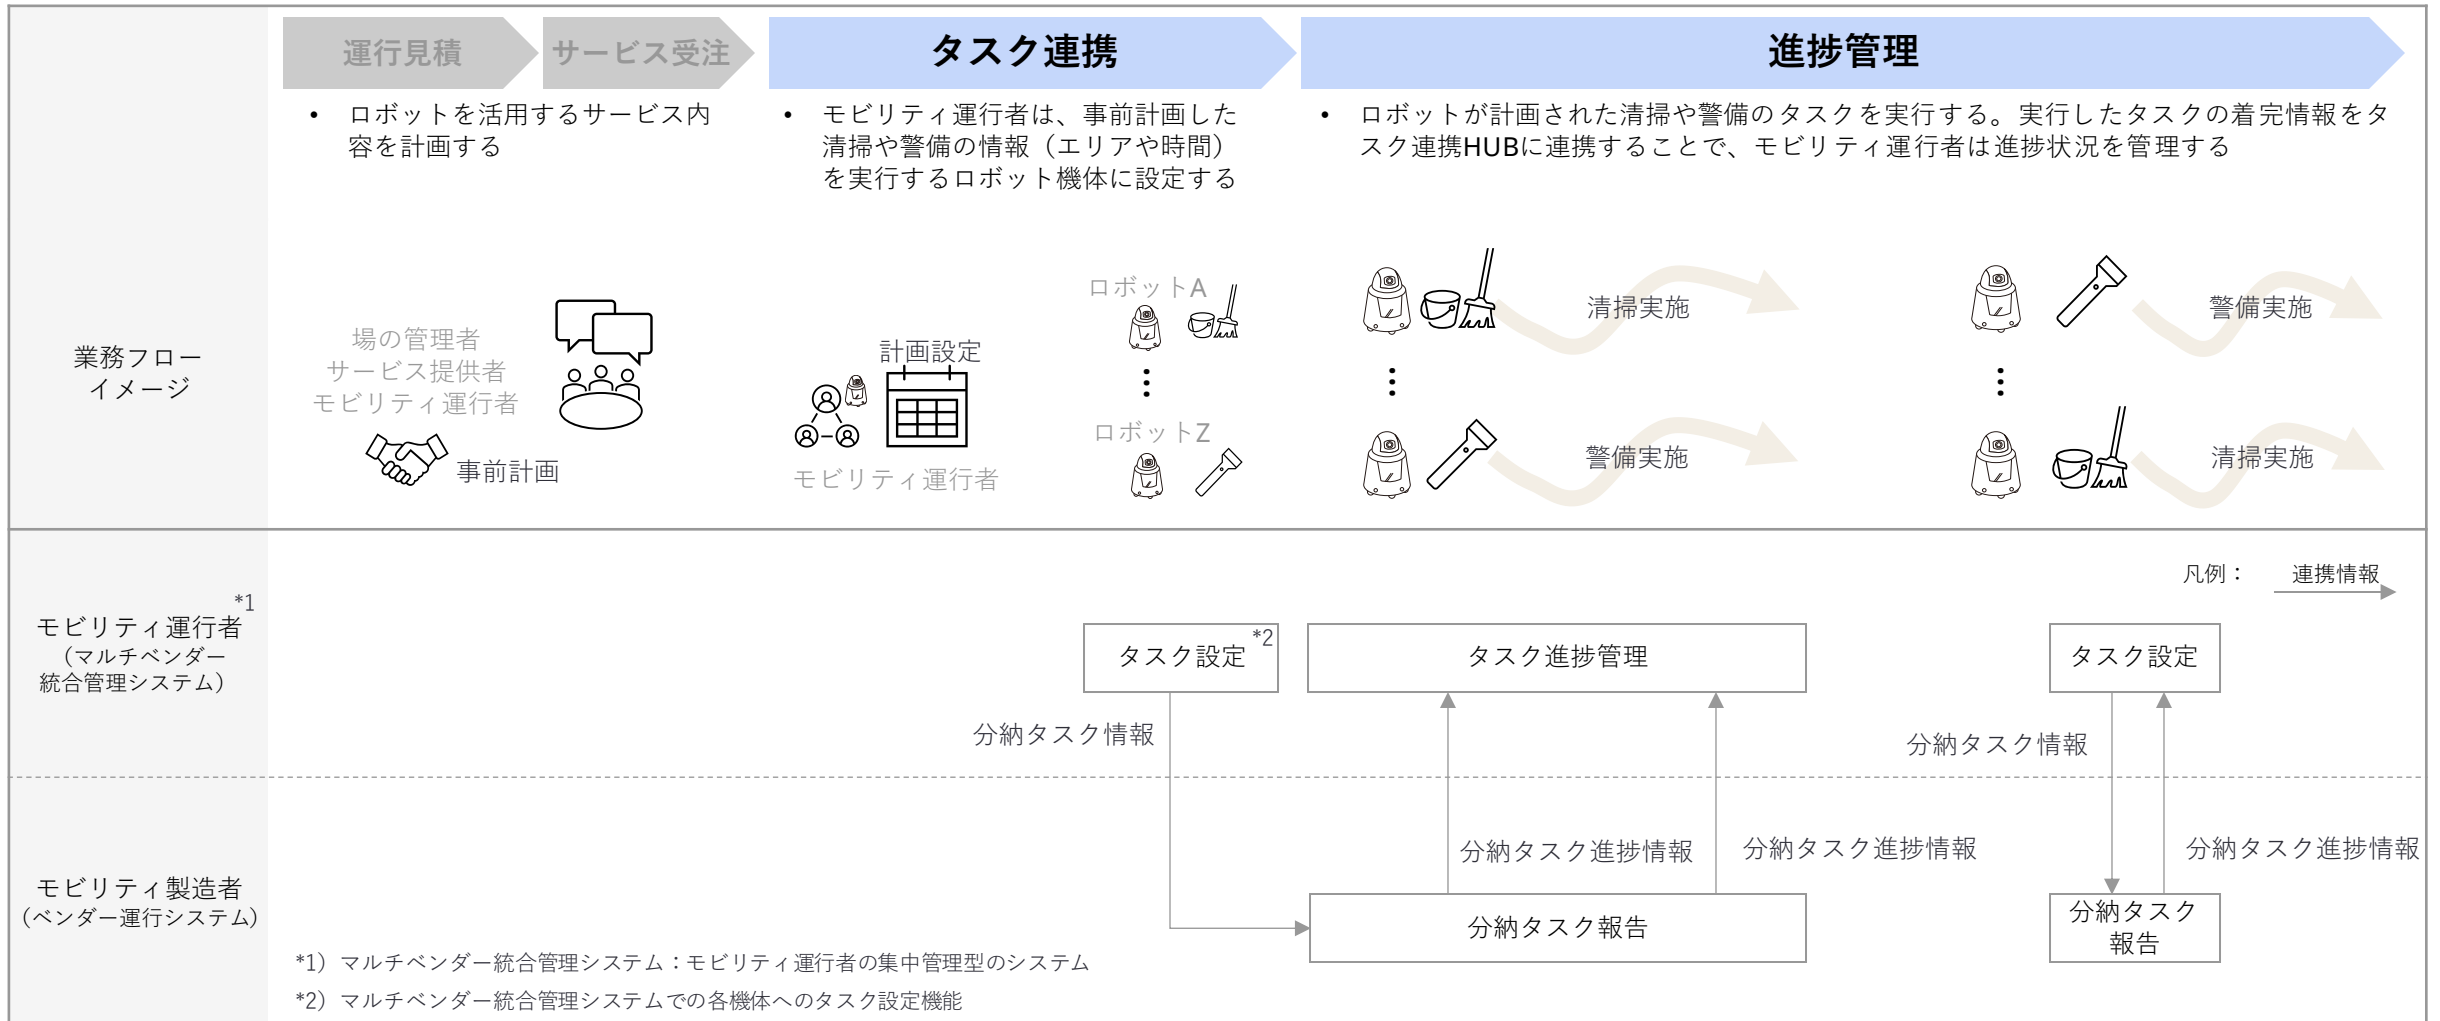 運行見積
サービス受注
タスク連携
進捗管理
• ロボットを活用するサービス内
容を計画する
• モビリティ運行者は、事前計画した
清掃や警備の情報（エリアや時間）
を実行するロボット機体に設定する
• ロボットが計画された清掃や警備のタスクを実行する。実行したタスクの着完情報をタ
スク連携HUBに連携することで、モビリティ運行者は進捗状況を管理する
業務フロー
イメージ
場の管理者
サービス提供者
モビリティ運行者
事前計画
計画設定
モビリティ運行者
ロボットA
ロボットZ
清掃実施
警備実施
警備実施
清掃実施
凡例：
連携情報
モビリティ運行者 *1
（マルチベンダー
統合管理システム）
タスク設定 *2
タスク進捗管理
タスク設定
分納タスク情報
分納タスク情報
分納タスク進捗情報
分納タスク進捗情報
分納タスク進捗情報
モビリティ製造者
（ベンダー運行システム）
分納タスク報告
分納タスク
報告
*1）マルチベンダー統合管理システム：モビリティ運行者の集中管理型のシステム
*2）マルチベンダー統合管理システムでの各機体へのタスク設定機能